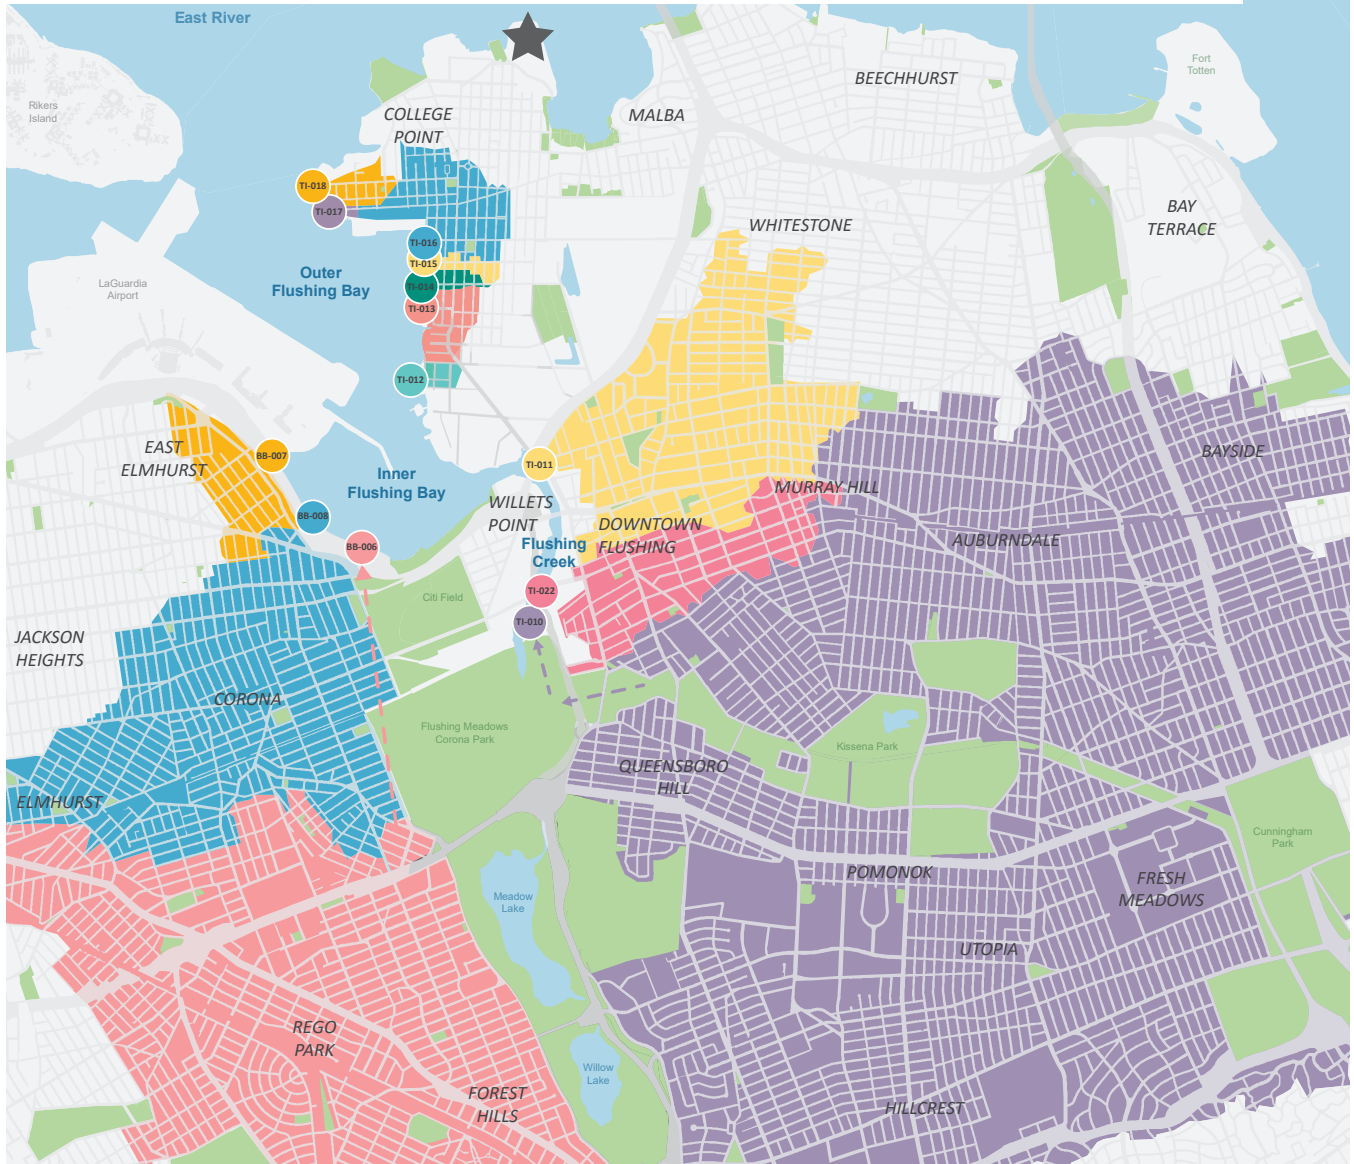 East River
Fort
Totten
BEECHHURST
Rikers
Island
COLLEGE
POINT
MALBA
TI-018
TI-017
BAY
TERRACE
WHITESTONE
TI-016
TI-015
Outer
Flushing Bay
LaGuardia
Airport
TI-014
TI-013
TI-012
EAST
ELMHURST
BB-007
TI-011
BAYSIDE
Inner
Flushing Bay
MURRAY HILL
WILLETS
POINT
BB-008
DOWNTOWN
FLUSHING
AUBURNDALE
BB-006
Flushing
Creek
TI-022
Citi Field
TI-010
JACKSON
HEIGHTS
CORONA
Flushing Meadows
Corona Park
Kissena Park
QUEENSBORO
HILL
ELMHURST
Cunningham
Park
POMONOK
FRESH
MEADOWS
Meadow
Lake
UTOPIA
REGO
PARK
Willow
Lake
FOREST
HILLS
HILLCREST